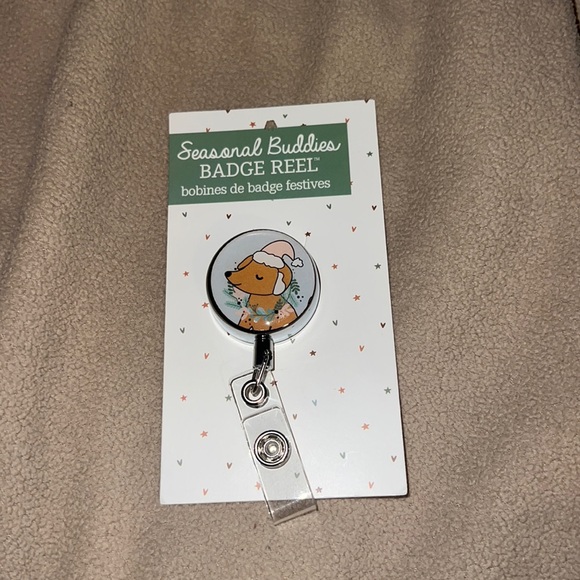 Seasonal Buddies
BADGE REEL™
bobines de badge festives